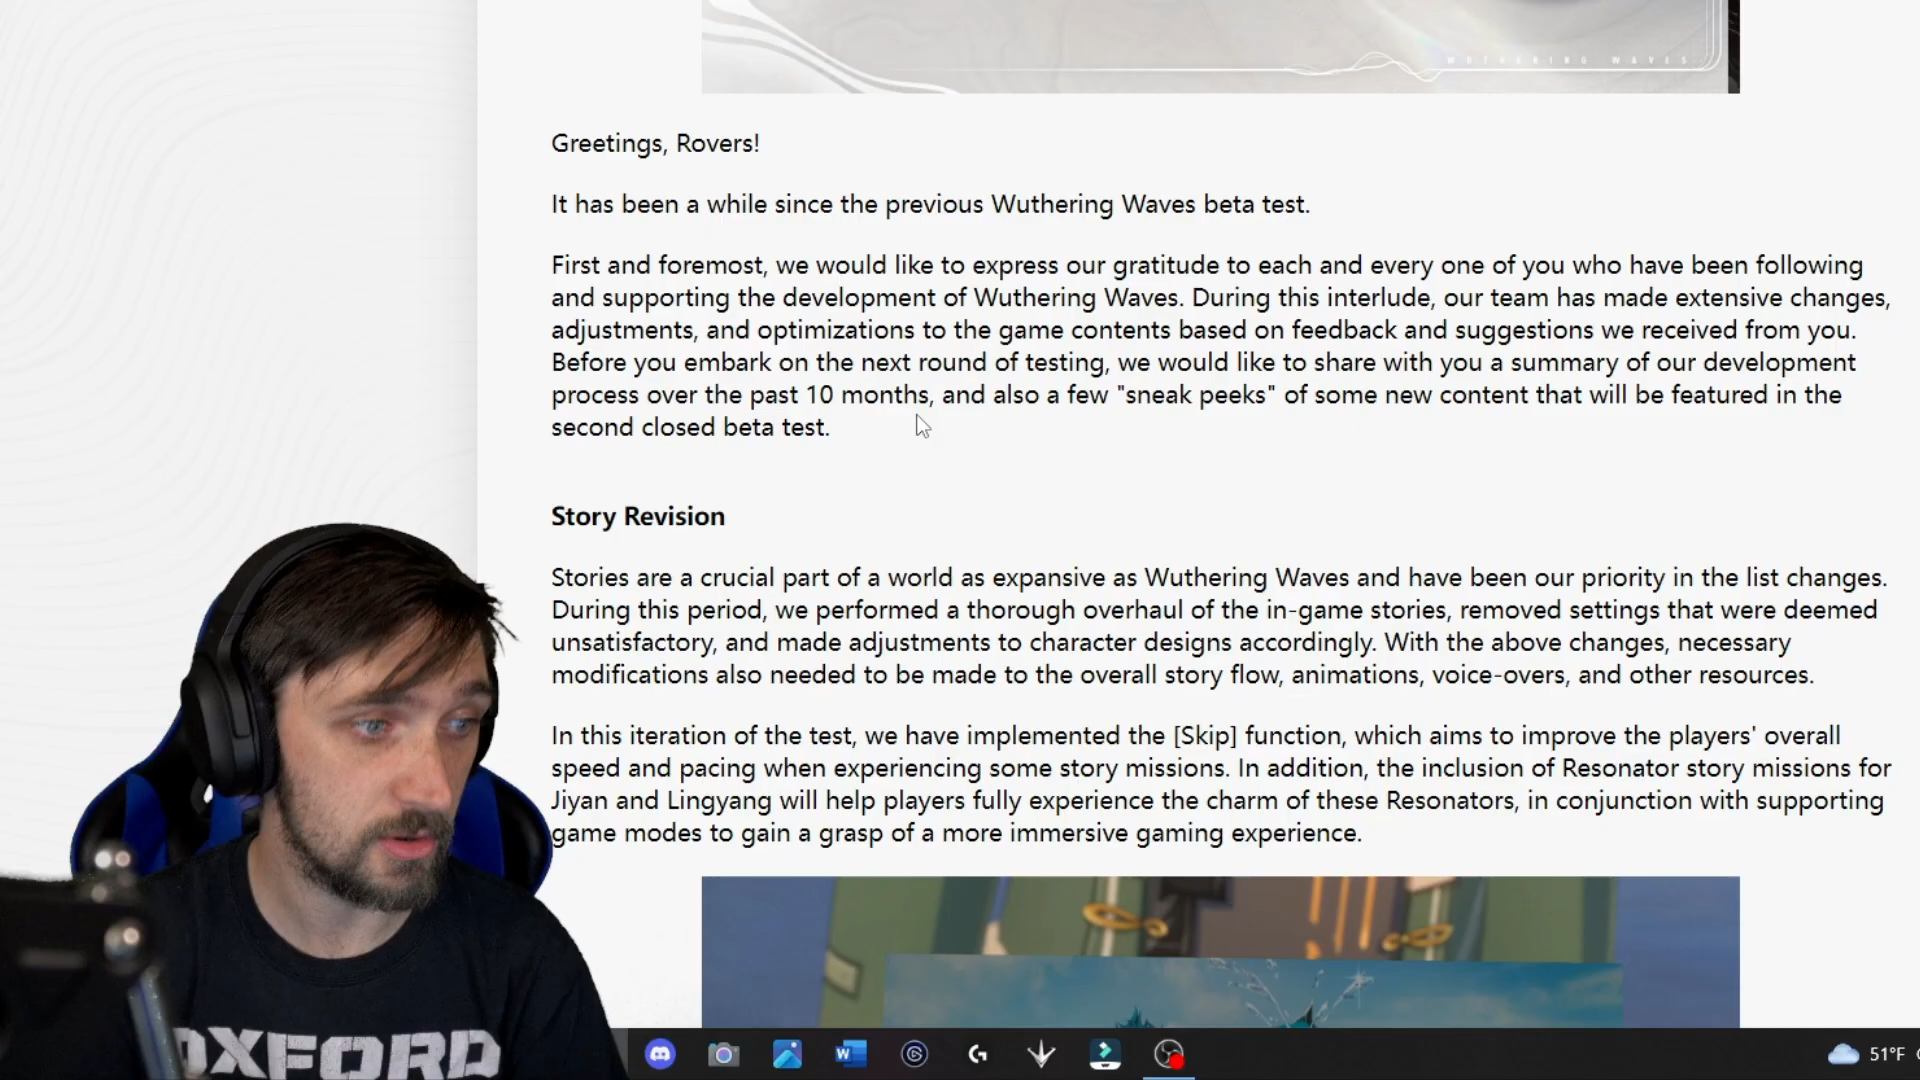 WUTHERING WAVES
Greetings, Rovers!
It has been a while since the previous Wuthering Waves beta test.
First and foremost, we would like to express our gratitude to each and every one of you who have been following
and supporting the development of Wuthering Waves. During this interlude, our team has made extensive changes,
adjustments, and optimizations to the game contents based on feedback and suggestions we received from you.
Before you embark on the next round of testing, we would like to share with you a summary of our development
process over the past 10 months, and also a few "sneak peeks" of some new content that will be featured in the
second closed beta test.
Story Revision
Stories are a crucial part of a world as expansive as Wuthering Waves and have been our priority in the list changes.
During this period, we performed a thorough overhaul of the in-game stories, removed settings that were deemed
unsatisfactory, and made adjustments to character designs accordingly. With the above changes, necessary
modifications also needed to be made to the overall story flow, animations, voice-overs, and other resources.
In this iteration of the test, we have implemented the [Skip] function, which aims to improve the players' overall
speed and pacing when experiencing some story missions. In addition, the inclusion of Resonator story missions for
Jiyan and Lingyang will help players fully experience the charm of these Resonators, in conjunction with supporting
game modes to gain a grasp of a more immersive gaming experience.
OXFORD
W
G
51°F